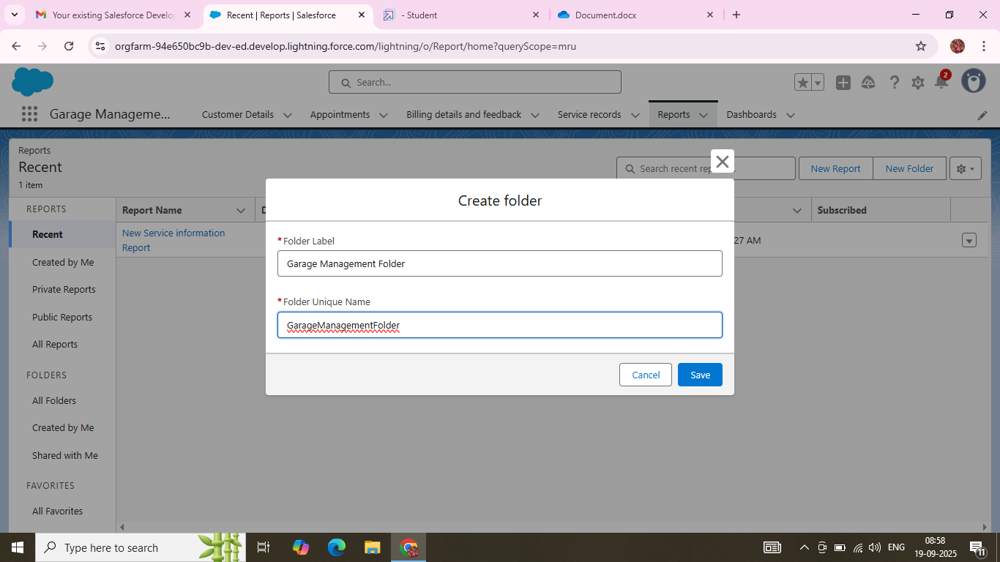 Your existing Salesforce Develo
Recent | Reports | Salesforce
- Student
Document.docx
orgfarm-94e650bc9b-dev-ed.develop.lightning.force.com/lightning/o/Report/home?queryScope=mru
Search...
2
Garage Manageme...
Customer Details
Appointments
Billing details and feedback
Service records
Reports
Dashboards
Reports
Recent
1 item
Search recent rep
New Report
New Folder
REPORTS
Report Name
D
Subscribed
Recent
New Service information
Report
27 AM
Created by Me
Private Reports
Public Reports
All Reports
FOLDERS
All Folders
Created by Me
Shared with Me
FAVORITES
All Favorites
Create folder
*Folder Label
Garage Management Folder
*Folder Unique Name
GarageManagementFolder
Cancel
Save
Type here to search
ENG
08:58
19-09-2025
11